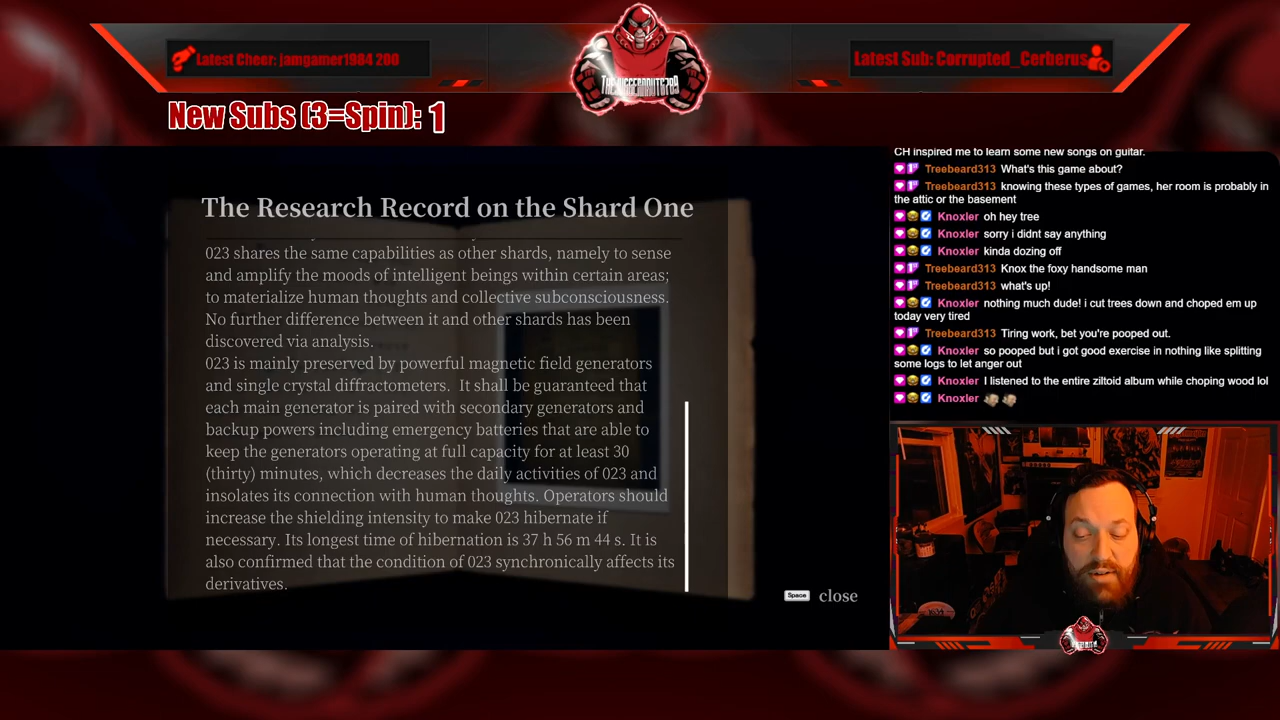 Latest Cheer: jamgamer1984 200
THEJUGGERNAUT6789
Latest Sub: Corrupted_Cerberus
New Subs (3=Spin): 1
The Research Record on the Shard One
023 shares the same capabilities as other shards, namely to sense
and amplify the moods of intelligent beings within certain areas;
to materialize human thoughts and collective subconsciousness.
No further difference between it and other shards has been
discovered via analysis.
023 is mainly preserved by powerful magnetic field generators
and single crystal diffractometers. It shall be guaranteed that
each main generator is paired with secondary generators and
backup powers including emergency batteries that are able to
keep the generators operating at full capacity for at least 30
(thirty) minutes, which decreases the daily activities of 023 and
insolates its connection with human thoughts. Operators should
increase the shielding intensity to make 023 hibernate if
necessary. Its longest time of hibernation is 37 h 56 m 44 s. It is
also confirmed that the condition of 023 synchronically affects its
derivatives.
Space close
CH inspired me to learn some new songs on guitar.
Treebeard313 What's this game about?
Treebeard313 knowing these types of games, her room is probably in
the attic or the basement
Knoxler oh hey tree
Knoxler sorry i didnt say anything
Knoxler kinda dozing off
Treebeard313 Knox the foxy handsome man
Treebeard313 what's up!
Knoxler nothing much dude! i cut trees down and choped em up
today very tired
Treebeard313 Tiring work, bet you're pooped out.
Knoxler so pooped but i got good exercise in nothing like splitting
some logs to let anger out
Knoxler I listened to the entire ziltoid album while choping wood lol
Knoxler